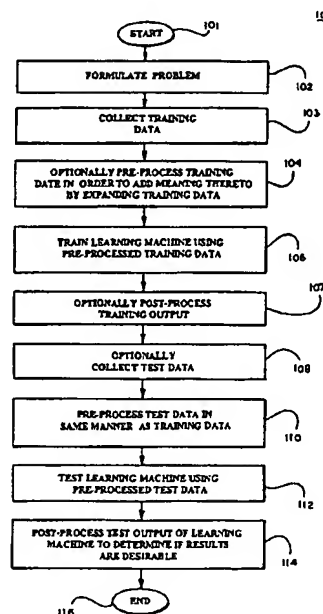 10
START
101
FORMULATE PROBLEM
102
COLLECT TRAINING
DATA
103
OPTIONALLY PRE-PROCESS TRAINING
DATE IN ORDER TO ADD MEANING THERETO
BY EXPANDING TRAINING DATA
104
TRAIN LEARNING MACHINE USING
PRE-PROCESSED TRAINING DATA
106
OPTIONALLY POST-PROCESS
TRAINING OUTPUT
107
OPTIONALLY
COLLECT TEST DATA
108
PRE-PROCESS TEST DATA IN
SAME MANNER AS TRAINING DATA
110
TEST LEARNING MACHINE USING
PRE-PROCESSED TEST DATA
112
POST-PROCESS TEST OUTPUT OF LEARNING
MACHINE TO DETERMINE IF RESULTS
ARE DESIRABLE
114
END
116